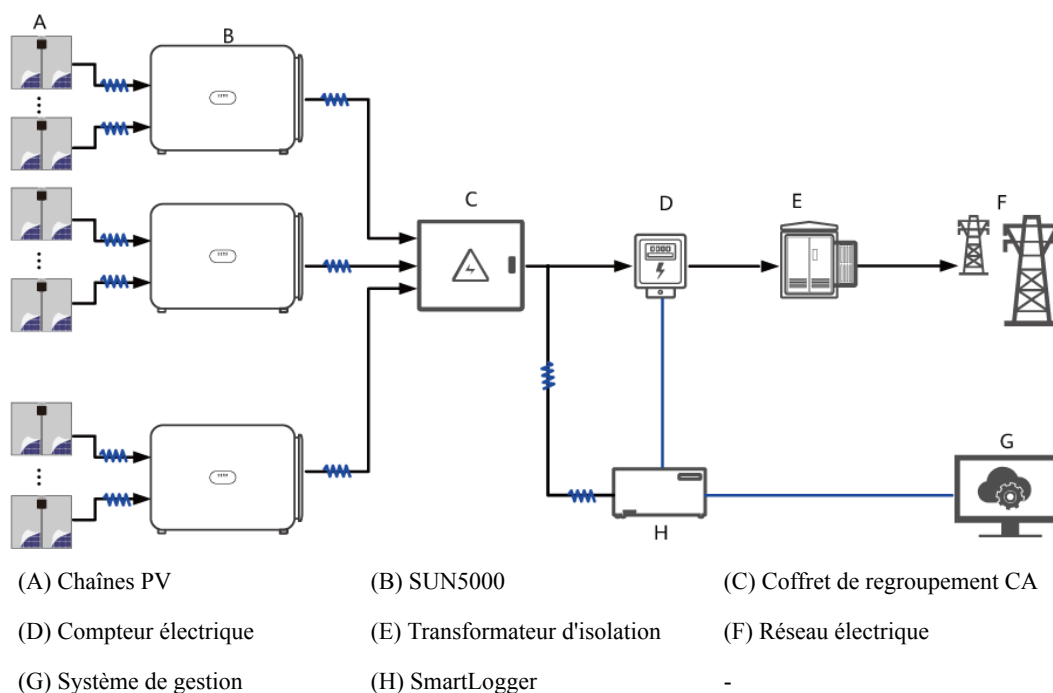 A
B
C
D
E
F
G
H
(A) Chaînes PV
(B) SUN5000
(C) Coffret de regroupement CA
(D) Compteur électrique
(E) Transformateur d'isolation
(F) Réseau électrique
(G) Système de gestion
(H) SmartLogger
-